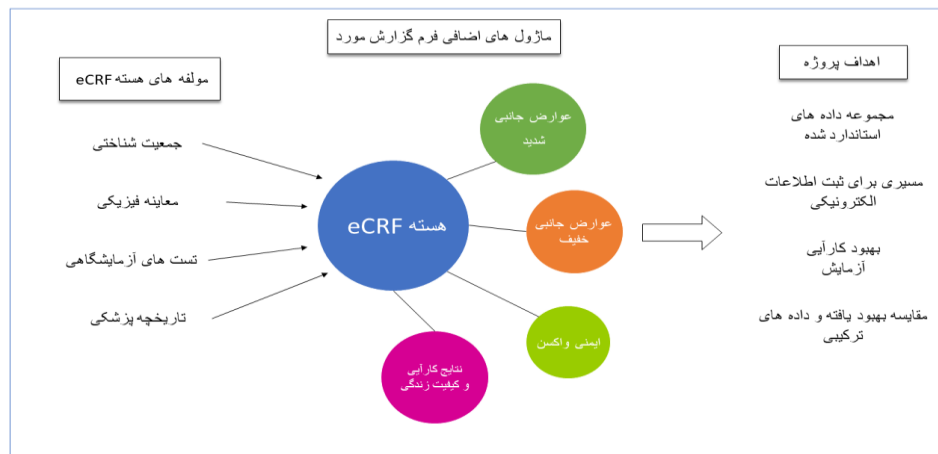 ماژول های اضافی فرم گزارش مورد
اهداف پروژه
مولفه های هسته eCRF
عوارض جانبی
شدید
مجموعه داده های
استاندارد شده
جمعیت شناختی
مسیری برای ثبت اطلاعات
الکترونیکی
معاینه فیزیکی
هسته eCRF
عوارض جانبی
خفیف
بهبود کارآیی
آزمایش
تست های آزمایشگاهی
مقایسه بهبود یافته و داده های
ترکیبی
تاریخچه پزشکی
ایمنی واکسن
نتایج کارآیی
و کیفیت زندگی